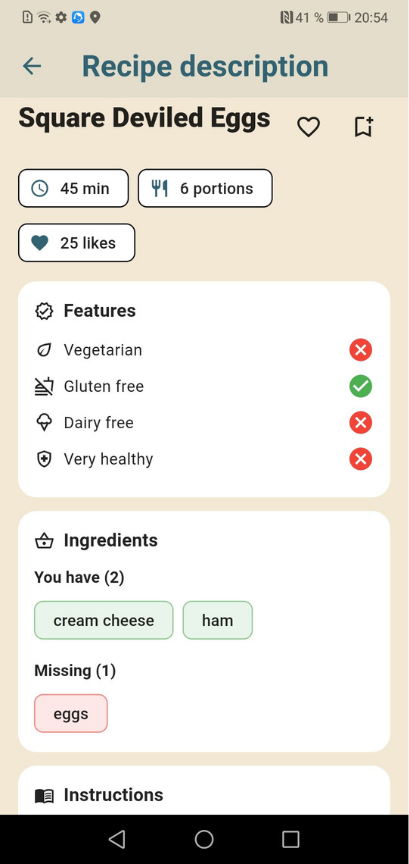 41 % 20:54
Recipe description
Square Deviled Eggs
45 min 6 portions
25 likes
Features
Vegetarian
Gluten free
Dairy free
Very healthy
Ingredients
You have (2)
cream cheese ham
Missing (1)
eggs
Instructions